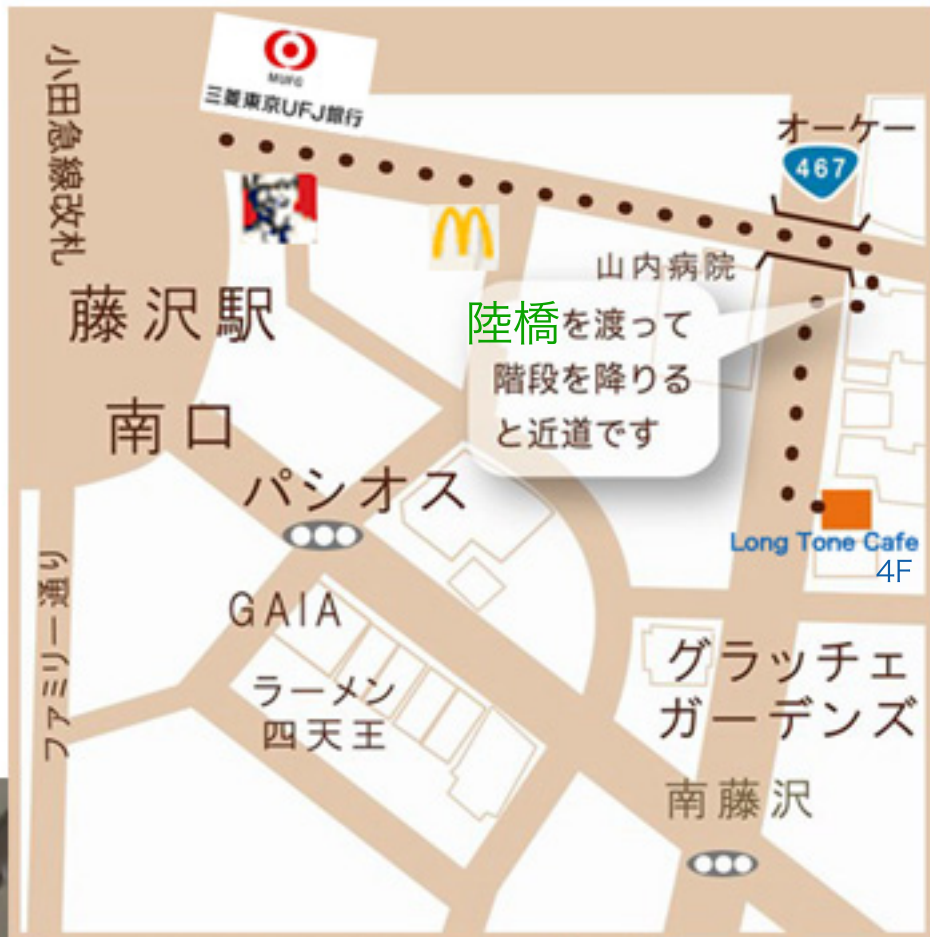 MUFG
三菱東京UFJ銀行
小田急線改札
オーケー
467
山内病院
藤沢駅
南口
陸橋を渡って
階段を降りる
と近道です
パシオス
Long Tone Cafe
4F
ファミリー通り
GAIA
グラッチェ
ガーデンズ
ラーメン
四天王
南藤沢